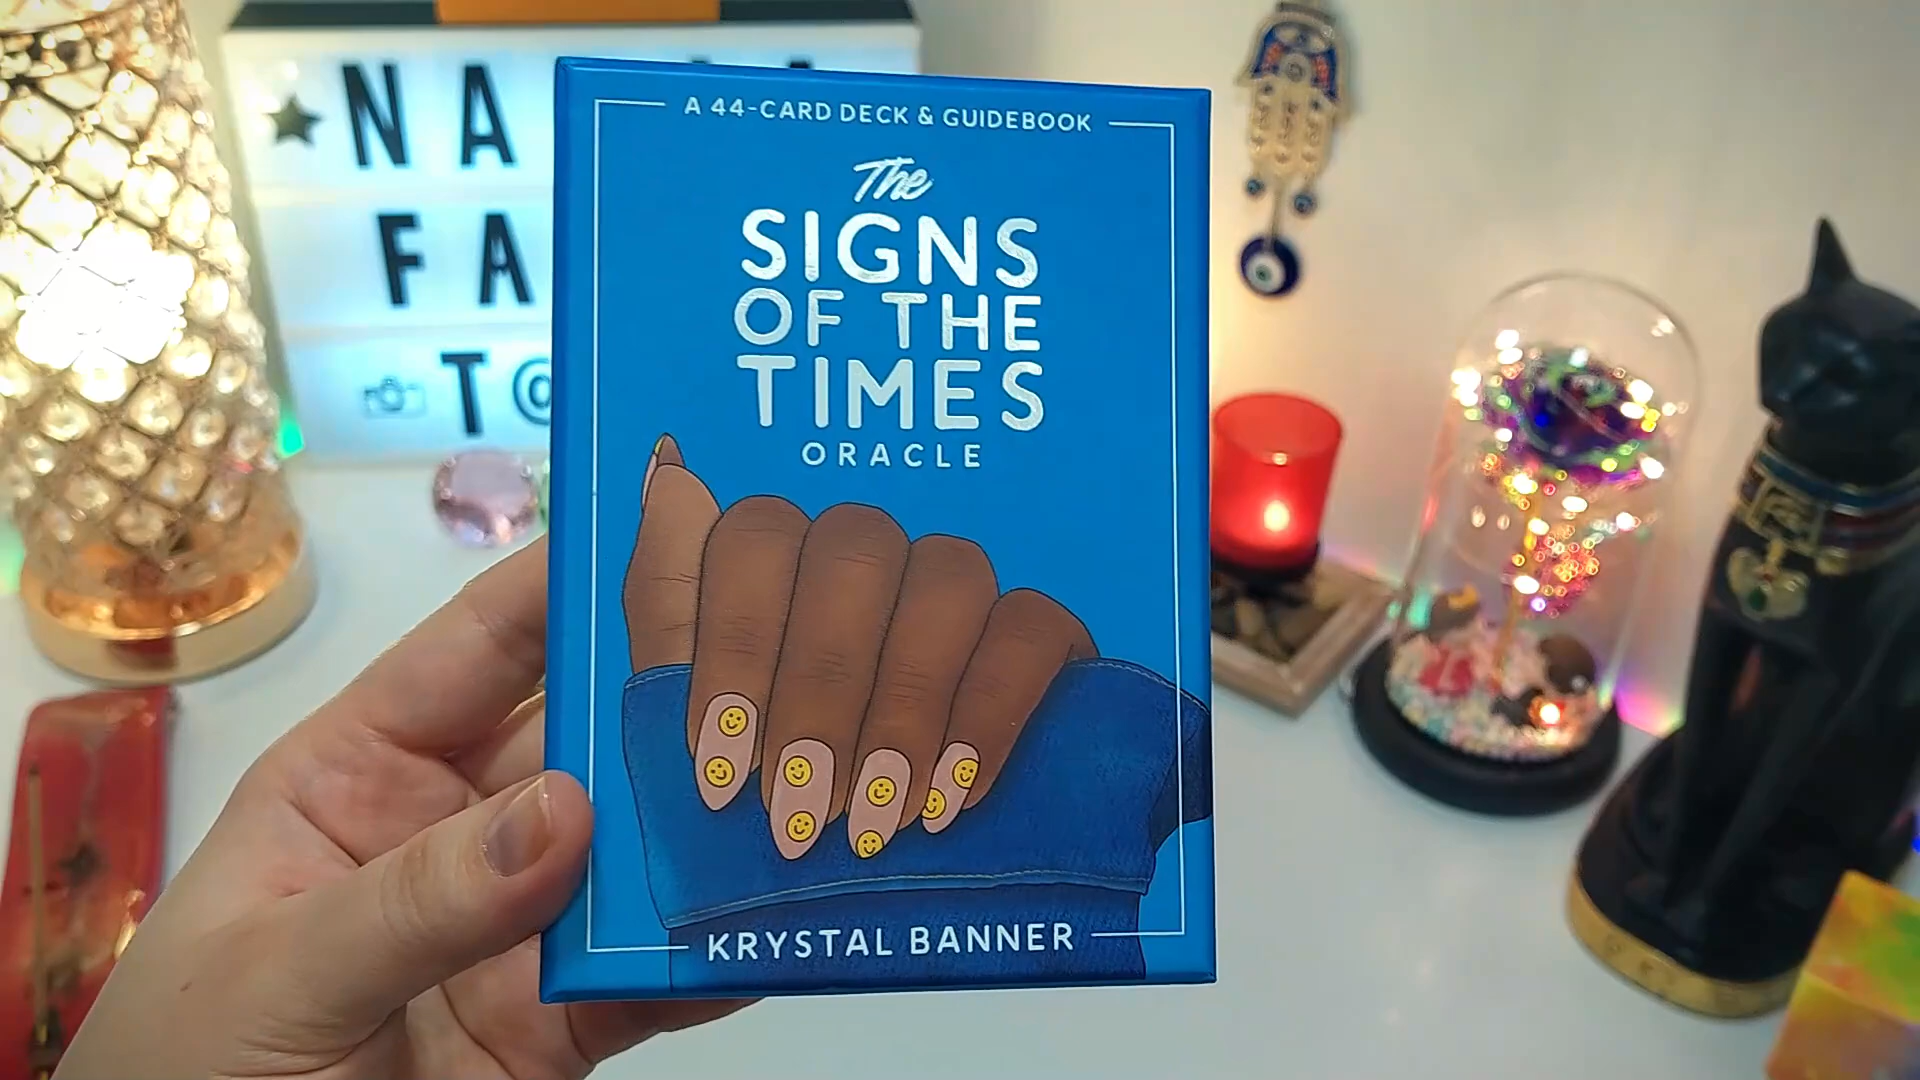 A 44-CARD DECK & GUIDEBOOK
The
SIGNS
OF THE
TIMES
ORACLE
KRYSTAL BANNER
N A
F A
T @